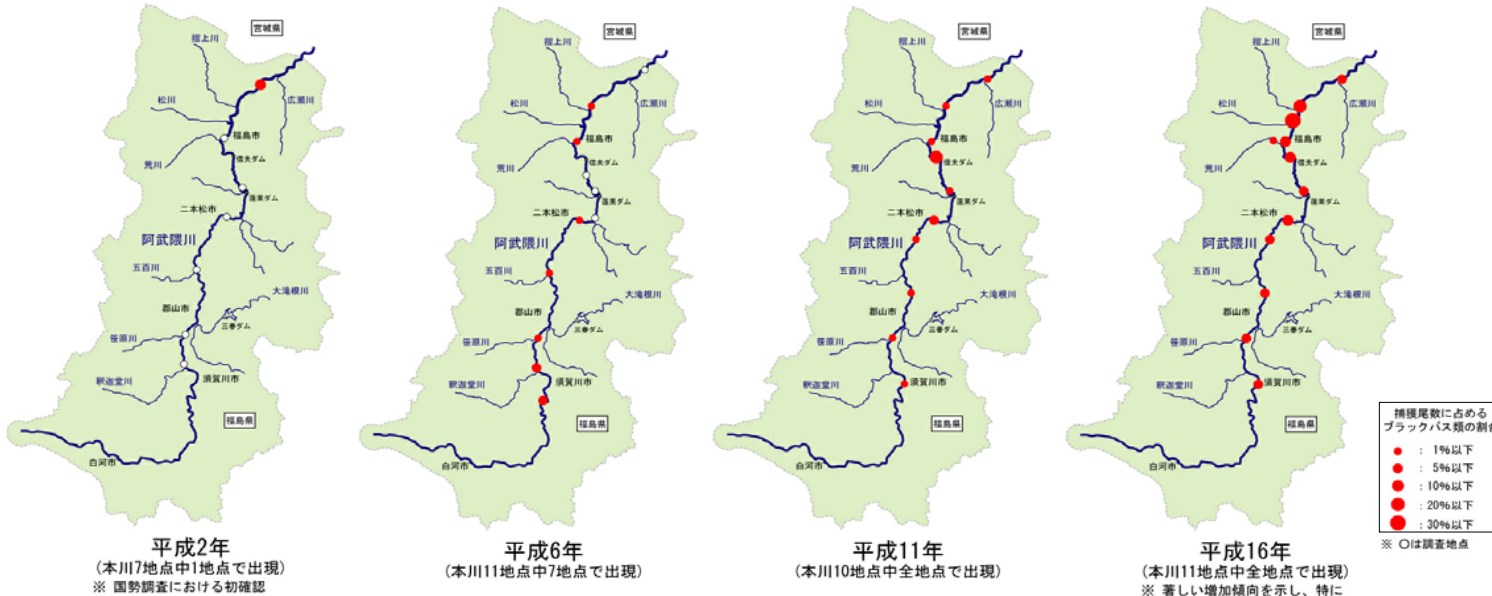 宮城県
摺上川
松川
広瀬川
福島市
信夫ダム
荒川
蓬莱ダム
二本松市
阿武隈川
五百川
大滝根川
郡山市
三春ダム
笹原川
釈迦堂川
須賀川市
福島県
白河市
平成2年
(本川7地点中1地点で出現)
※ 国勢調査における初確認
宮城県
摺上川
松川
広瀬川
福島市
信夫ダム
荒川
蓬莱ダム
二本松市
阿武隈川
五百川
大滝根川
郡山市
三春ダム
笹原川
釈迦堂川
須賀川市
福島県
白河市
平成6年
(本川11地点中7地点で出現)
宮城県
摺上川
松川
広瀬川
福島市
信夫ダム
荒川
蓬莱ダム
二本松市
阿武隈川
五百川
大滝根川
郡山市
三春ダム
笹原川
釈迦堂川
須賀川市
福島県
白河市
平成11年
(本川10地点中全地点で出現)
宮城県
摺上川
松川
広瀬川
福島市
信夫ダム
荒川
蓬莱ダム
二本松市
阿武隈川
五百川
大滝根川
郡山市
三春ダム
笹原川
釈迦堂川
須賀川市
福島県
白河市
平成16年
(本川11地点中全地点で出現)
※ 著しい増加傾向を示し、特に
捕獲尾数に占める
ブラックバス類の割合
: 1%以下
: 5%以下
: 10%以下
: 20%以下
: 30%以下
※ ○は調査地点